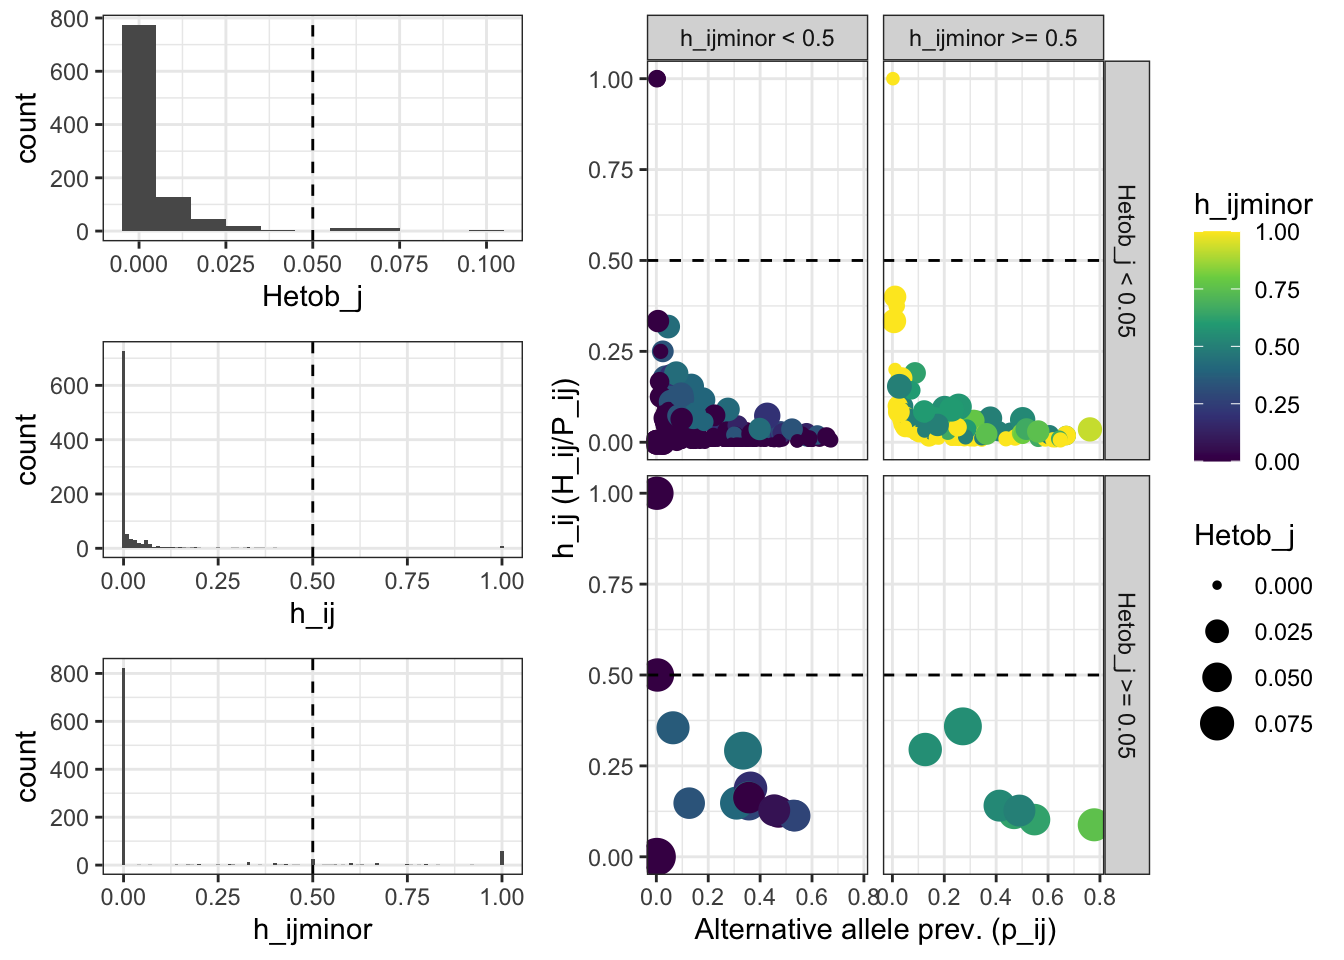 800
600
400
200
0
count
0.000 0.025 0.050 0.075 0.100
Hetob_j
600
400
200
0
count
0.00 0.25 0.50 0.75 1.00
h_ij
800
600
400
200
0
count
0.00 0.25 0.50 0.75 1.00
h_ijminor
h_ijminor < 0.5 h_ijminor >= 0.5
1.00
0.75
0.50
0.25
0.00
Hetob_j < 0.05
h_ij (H_ij/P_ij)
1.00
0.75
0.50
0.25
0.00
Hetob_j >= 0.05
0.0 0.2 0.4 0.6 0.8 0.0 0.2 0.4 0.6 0.8
Alternative allele prev. (p_ij)
h_ijminor
1.00
0.75
0.50
0.25
0.00
Hetob_j
0.000
0.025
0.050
0.075